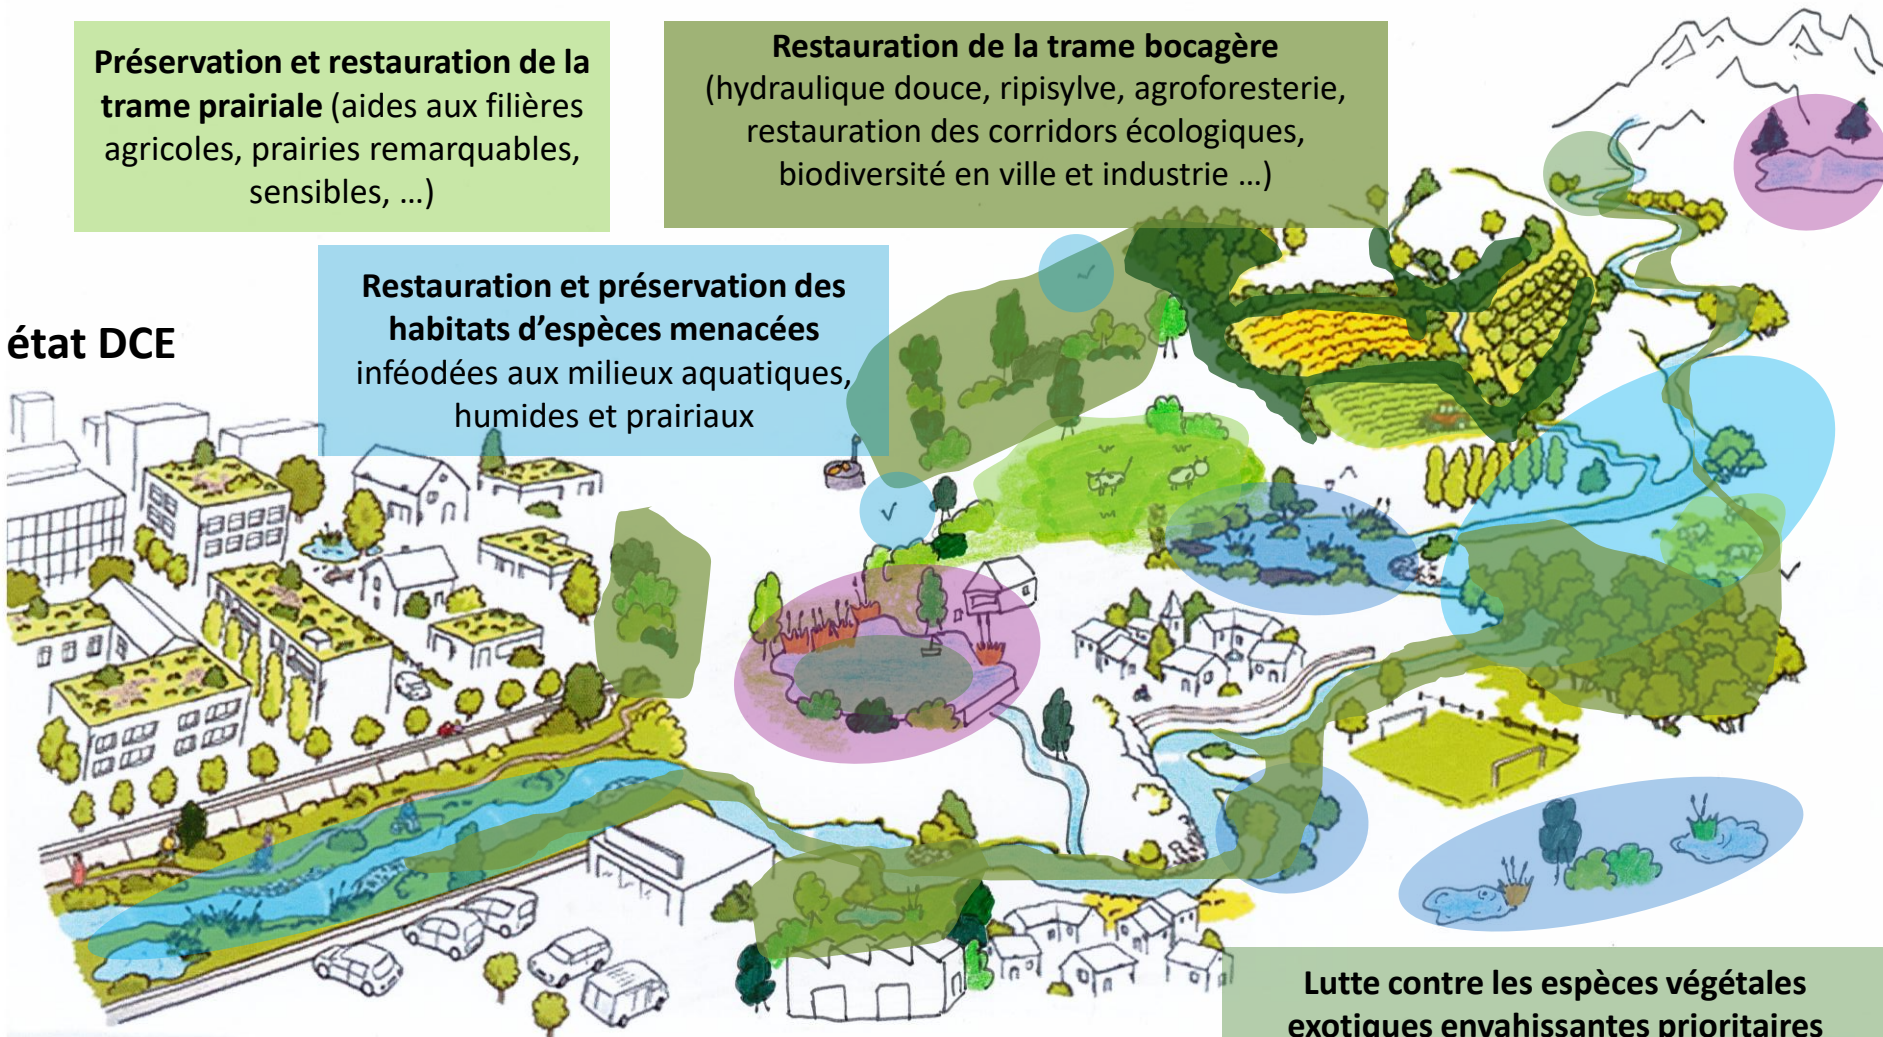 Préservation et restauration de la
trame prairiale (aides aux filières
agricoles, prairies remarquables,
sensibles, …)
Restauration de la trame bocagère
(hydraulique douce, ripisylve, agroforesterie,
restauration des corridors écologiques,
biodiversité en ville et industrie …)
Restauration et préservation des
habitats d’espèces menacées
inféodées aux milieux aquatiques,
humides et prairiaux
état DCE
Lutte contre les espèces végétales
exotiques envahissantes prioritaires